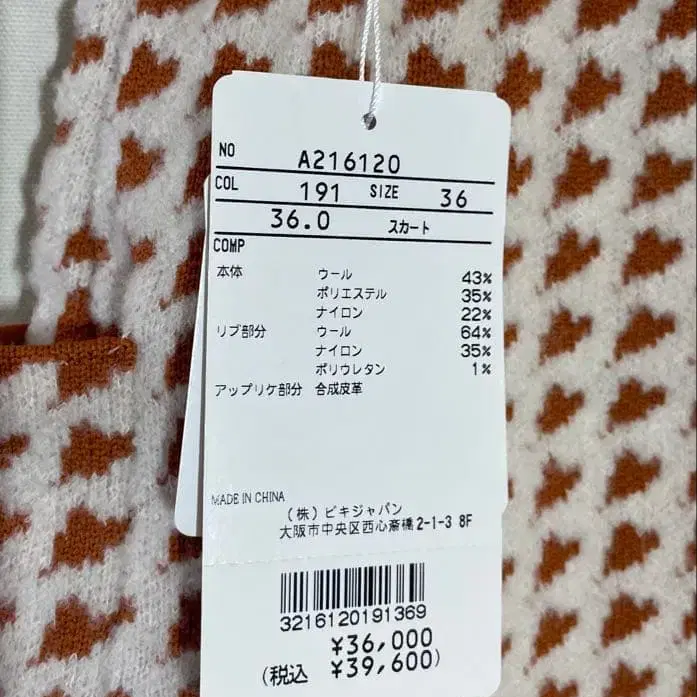 NO A216120
COL 191 SIZE 36
36.0 スカート
COMP
本体 ウール 43%
ポリエステル 35%
ナイロン 22%
リブ部分 ウール 64%
ナイロン 35%
ポリウレタン 1%
アップリケ部分 合成皮革
MADE IN CHINA
(株)ビキジャパン
大阪市中央区西心斎橋2-1-3 8F
3216120191369
¥36,000
(税込 ¥39,600)